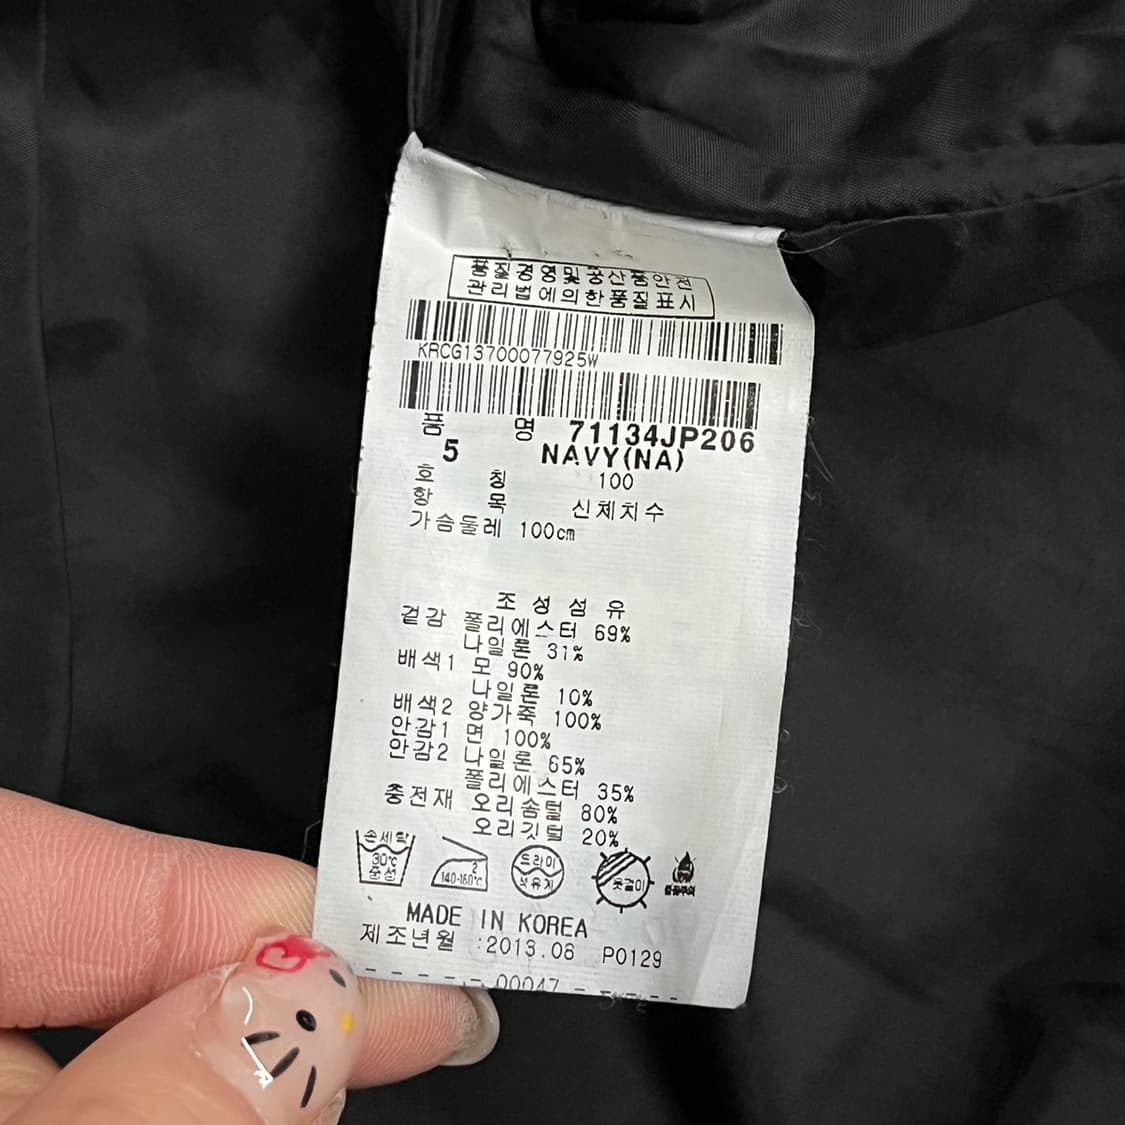 품질경영및공산품안전
관리법에의한품질표시
KRCG13700077925W
품 명 71134JP206
5 NAVY(NA)
호 칭 100
항 목 신체치수
가슴둘레 100cm
조성섬유
겉감 폴리에스터 69%
나일론 31%
배색1 모 90%
나일론 10%
배색2 양가죽 100%
안감1 면 100%
안감2 나일론 65%
폴리에스터 35%
충전재 오리솜털 80%
오리깃털 20%
손세탁
30℃
중성
2
140-160℃
드라이
석유계
옷걸이
MADE IN KOREA
제조년월 :2013.06 P0129
00047